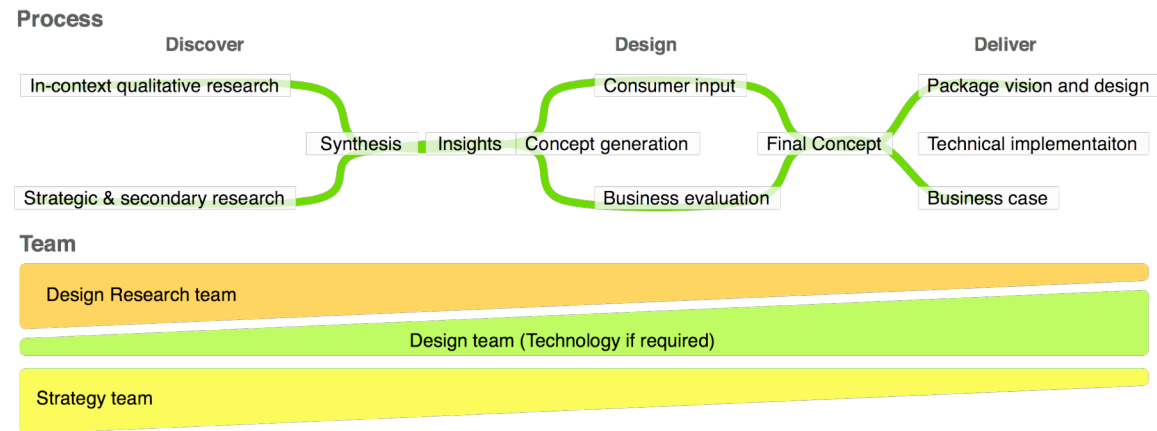 Process
Discover
Design
Deliver
In-context qualitative research
Consumer input
Package vision and design
Synthesis
Insights
Concept generation
Final Concept
Technical implementaiton
Strategic & secondary research
Business evaluation
Business case
Team
Design Research team
Design team (Technology if required)
Strategy team